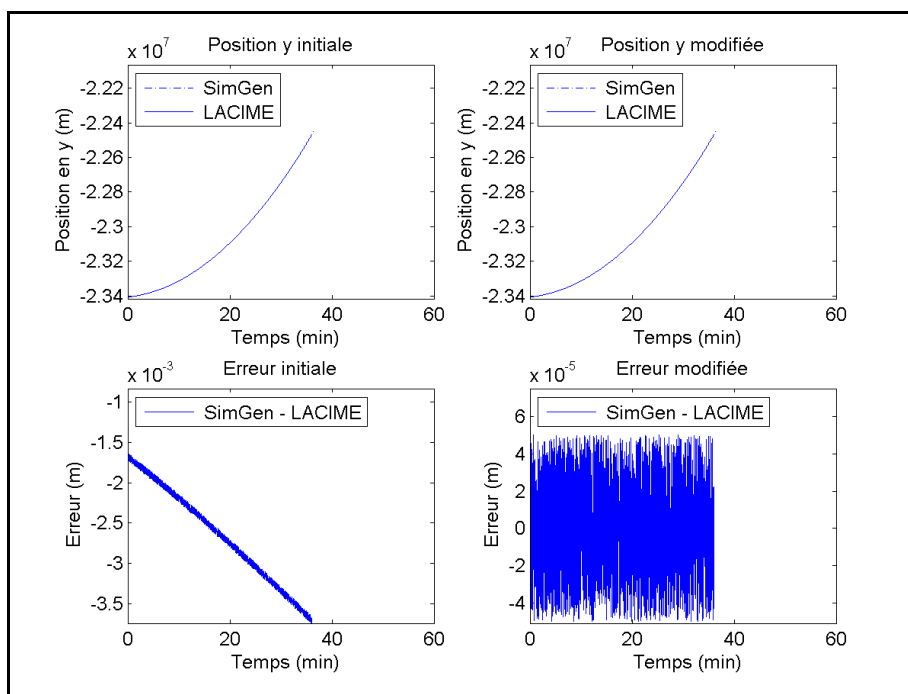 x 10^7
Position y initiale
SimGen
LACIME
Position en y (m)
-2.22
-2.24
-2.26
-2.28
-2.3
-2.32
-2.34
0
20
40
60
Temps (min)
x 10^7
Position y modifiée
SimGen
LACIME
Position en y (m)
-2.22
-2.24
-2.26
-2.28
-2.3
-2.32
-2.34
0
20
40
60
Temps (min)
x 10^-3
Erreur initiale
SimGen - LACIME
Erreur (m)
-1
-1.5
-2
-2.5
-3
-3.5
0
20
40
60
Temps (min)
x 10^-5
Erreur modifiée
SimGen - LACIME
Erreur (m)
6
4
2
0
-2
-4
0
20
40
60
Temps (min)